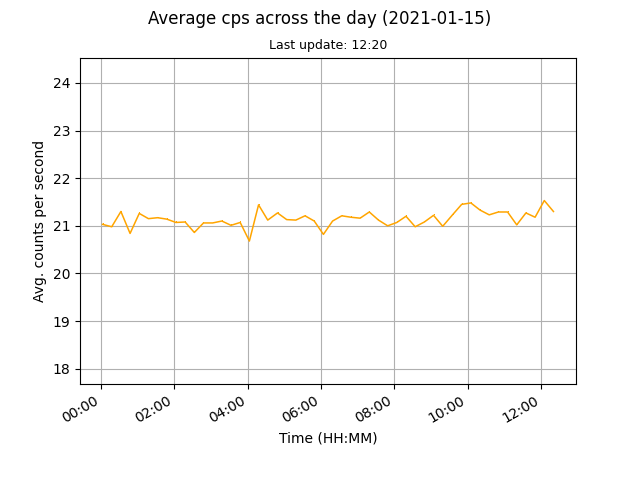 Average cps across the day (2021-01-15)
Last update: 12:20
24
23
22
21
20
19
18
Avg. counts per second
00:00 02:00 04:00 06:00 08:00 10:00 12:00
Time (HH:MM)